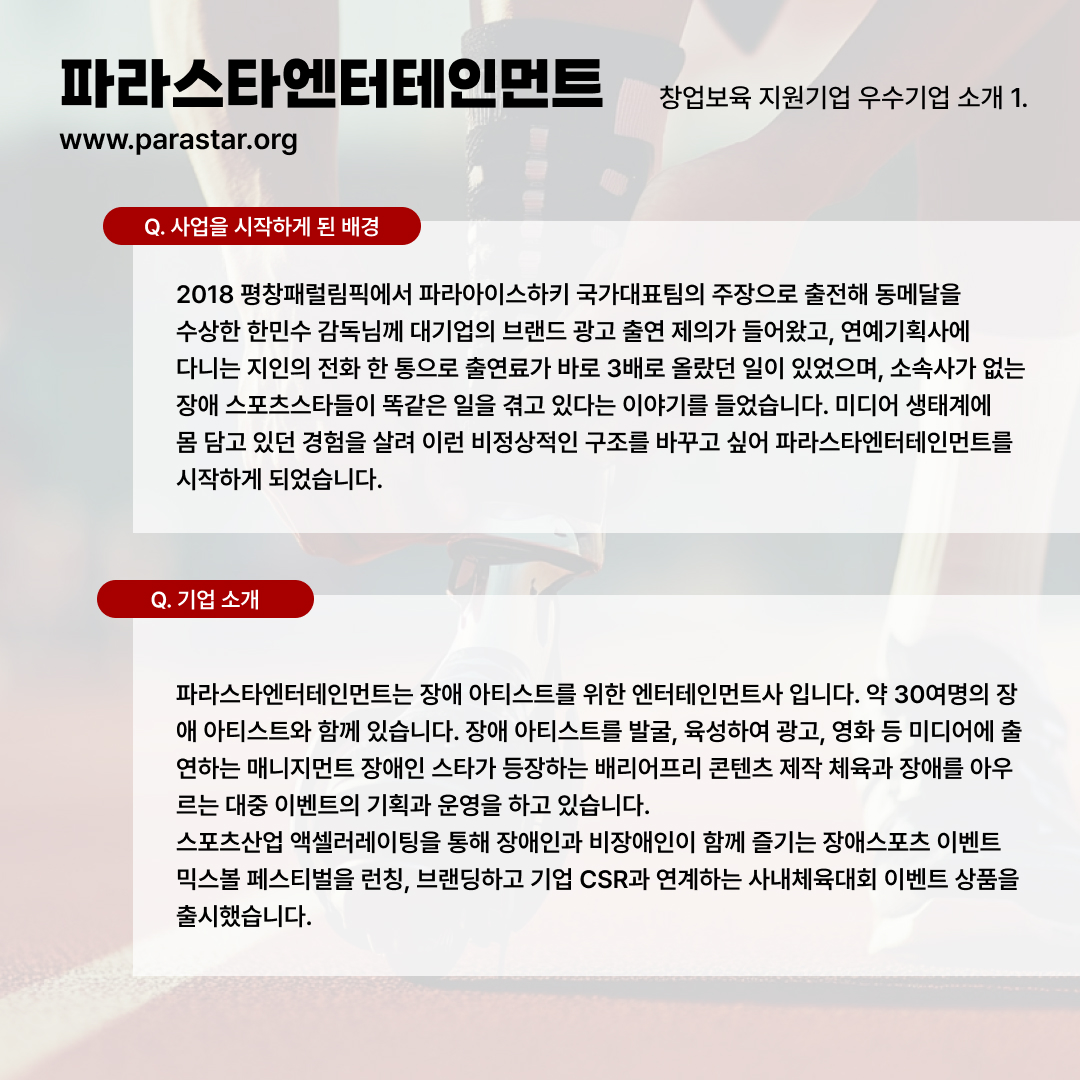 파라스타엔터테인먼트
창업보육 지원기업 우수기업 소개 1.
www.parastar.org
Q. 사업을 시작하게 된 배경
2018 평창패럴림픽에서 파라아이스하키 국가대표팀의 주장으로 출전해 동메달을
수상한 한민수 감독님께 대기업의 브랜드 광고 출연 제의가 들어왔고, 연예기획사에
다니는 지인의 전화 한 통으로 출연료가 바로 3배로 올랐던 일이 있었으며, 소속사가 없는
장애 스포츠스타들이 똑같은 일을 겪고 있다는 이야기를 들었습니다. 미디어 생태계에
몸 담고 있던 경험을 살려 이런 비정상적인 구조를 바꾸고 싶어 파라스타엔터테인먼트를
시작하게 되었습니다.
Q. 기업 소개
파라스타엔터테인먼트는 장애 아티스트를 위한 엔터테인먼트사 입니다. 약 30여명의 장
애 아티스트와 함께 있습니다. 장애 아티스트를 발굴, 육성하여 광고, 영화 등 미디어에 출
연하는 매니지먼트 장애인 스타가 등장하는 배리어프리 콘텐츠 제작 체육과 장애를 아우
르는 대중 이벤트의 기획과 운영을 하고 있습니다.
스포츠산업 액셀러레이팅을 통해 장애인과 비장애인이 함께 즐기는 장애스포츠 이벤트
믹스볼 페스티벌을 런칭, 브랜딩하고 기업 CSR과 연계하는 사내체육대회 이벤트 상품을
출시했습니다.